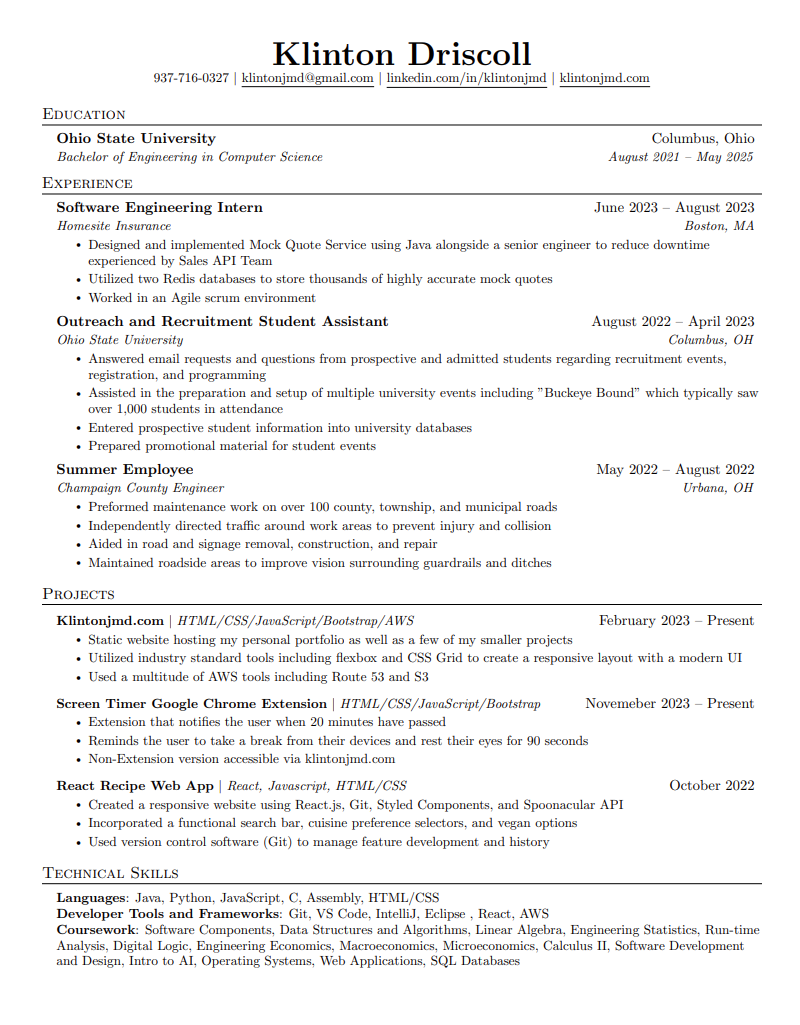 Klinton Driscoll
937-716-0327 | klintonjmd@gmail.com | linkedin.com/in/klintonjmd | klintonjmd.com
Education
Ohio State University Columbus, Ohio
Bachelor of Engineering in Computer Science August 2021 – May 2025
Experience
Software Engineering Intern June 2023 – August 2023
Homesite Insurance Boston, MA
• Designed and implemented Mock Quote Service using Java alongside a senior engineer to reduce downtime
experienced by Sales API Team
• Utilized two Redis databases to store thousands of highly accurate mock quotes
• Worked in an Agile scrum environment
Outreach and Recruitment Student Assistant August 2022 – April 2023
Ohio State University Columbus, OH
• Answered email requests and questions from prospective and admitted students regarding recruitment events,
registration, and programming
• Assisted in the preparation and setup of multiple university events including ”Buckeye Bound” which typically saw
over 1,000 students in attendance
• Entered prospective student information into university databases
• Prepared promotional material for student events
Summer Employee May 2022 – August 2022
Champaign County Engineer Urbana, OH
• Preformed maintenance work on over 100 county, township, and municipal roads
• Independently directed traffic around work areas to prevent injury and collision
• Aided in road and signage removal, construction, and repair
• Maintained roadside areas to improve vision surrounding guardrails and ditches
Projects
Klintonjmd.com | HTML/CSS/JavaScript/Bootstrap/AWS February 2023 – Present
• Static website hosting my personal portfolio as well as a few of my smaller projects
• Utilized industry standard tools including flexbox and CSS Grid to create a responsive layout with a modern UI
• Used a multitude of AWS tools including Route 53 and S3
Screen Timer Google Chrome Extension | HTML/CSS/JavaScript/Bootstrap Novemeber 2023 – Present
• Extension that notifies the user when 20 minutes have passed
• Reminds the user to take a break from their devices and rest their eyes for 90 seconds
• Non-Extension version accessible via klintonjmd.com
React Recipe Web App | React, Javascript, HTML/CSS October 2022
• Created a responsive website using React.js, Git, Styled Components, and Spoonacular API
• Incorporated a functional search bar, cuisine preference selectors, and vegan options
• Used version control software (Git) to manage feature development and history
Technical Skills
Languages: Java, Python, JavaScript, C, Assembly, HTML/CSS
Developer Tools and Frameworks: Git, VS Code, IntelliJ, Eclipse , React, AWS
Coursework: Software Components, Data Structures and Algorithms, Linear Algebra, Engineering Statistics, Run-time
Analysis, Digital Logic, Engineering Economics, Macroeconomics, Microeconomics, Calculus II, Software Development
and Design, Intro to AI, Operating Systems, Web Applications, SQL Databases